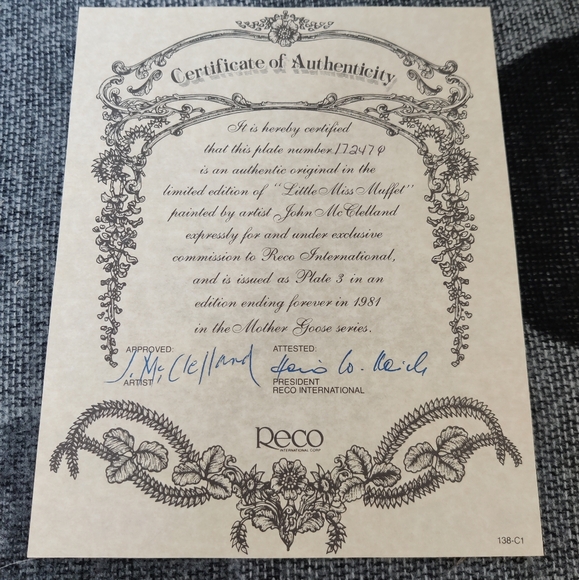 Certificate of Authenticity
It is hereby certified
that this plate number 17247φ
is an authentic original in the
limited edition of "Little Miss Muffet"
painted by artist John McClelland
expressly for and under exclusive
commission to Reco International,
and is issued as Plate 3 in an
edition ending forever in 1981
in the Mother Goose series.
APPROVED: ATTESTED:
J. McClelland
ARTIST PRESIDENT
RECO INTERNATIONAL
Reco
INTERNATIONAL CORP.
138-C1